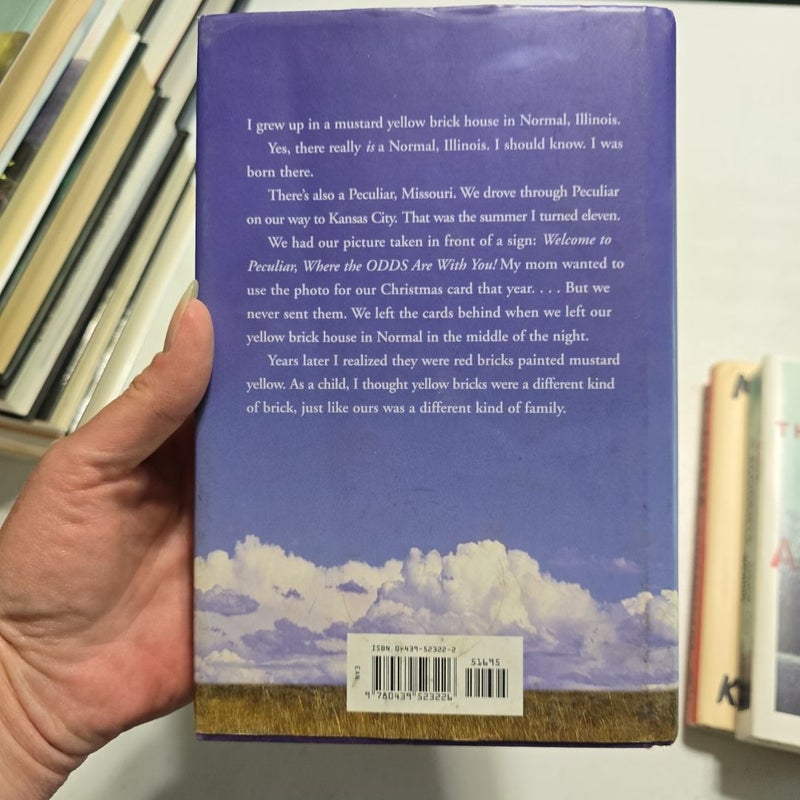 I grew up in a mustard yellow brick house in Normal, Illinois.
Yes, there really is a Normal, Illinois. I should know. I was
born there.
There's also a Peculiar, Missouri. We drove through Peculiar
on our way to Kansas City. That was the summer I turned eleven.
We had our picture taken in front of a sign: Welcome to
Peculiar, Where the ODDS Are With You! My mom wanted to
use the photo for our Christmas card that year. . . . But we
never sent them. We left the cards behind when we left our
yellow brick house in Normal in the middle of the night.
Years later I realized they were red bricks painted mustard
yellow. As a child, I thought yellow bricks were a different kind
of brick, just like ours was a different kind of family.
ISBN 0-439-52322-2
51695
9 780439 523226